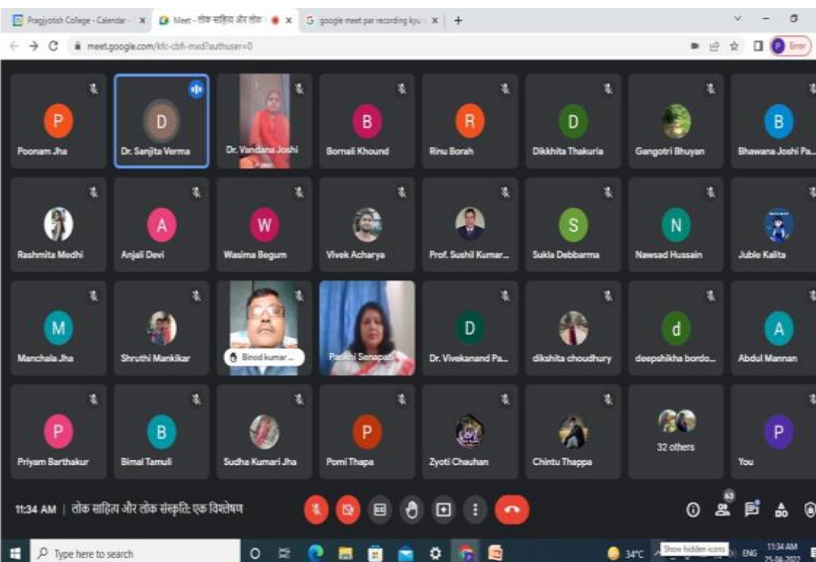 Pragjyotish College - Calendar -
Meet - लोक साहित्य और लोक
google meet par recording kyu
meet.google.com/kfc-cbfi-mxd?authuser=0
Error
Poonam Jha
Dr. Sanjita Verma
Dr. Vandana Joshi
Bornali Khound
Rinu Borah
Dikkhita Thakuria
Gangotri Bhuyan
Bhawana Joshi Pa...
Rashmita Medhi
Anjali Devi
Wasima Begum
Vivek Acharya
Prof. Sushil Kumar...
Sukla Debbarma
Nawsad Hussain
Juble Kalita
Manchala Jha
Shruthi Mankikar
Binod kumar ...
Pankhi Senapati
Dr. Vivekanand Pa...
dikshita choudhury
deepshikha bordo...
Abdul Mannan
Priyam Barthakur
Bimal Tamuli
Sudha Kumari Jha
Pomi Thapa
Zyoti Chauhan
Chintu Thappa
32 others
You
11:34 AM | लोक साहित्य और लोक संस्कृति: एक विश्लेषण
63
Type here to search
34°C
Show hidden icons
ENG
11:34 AM
25-06-2022